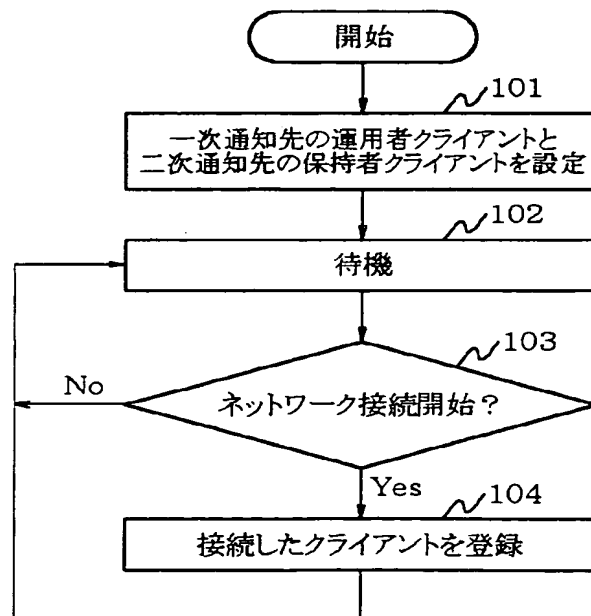 開始
101
一次通知先の運用者クライアントと
二次通知先の保持者クライアントを設定
102
待機
103
ネットワーク接続開始？
No
Yes
104
接続したクライアントを登録